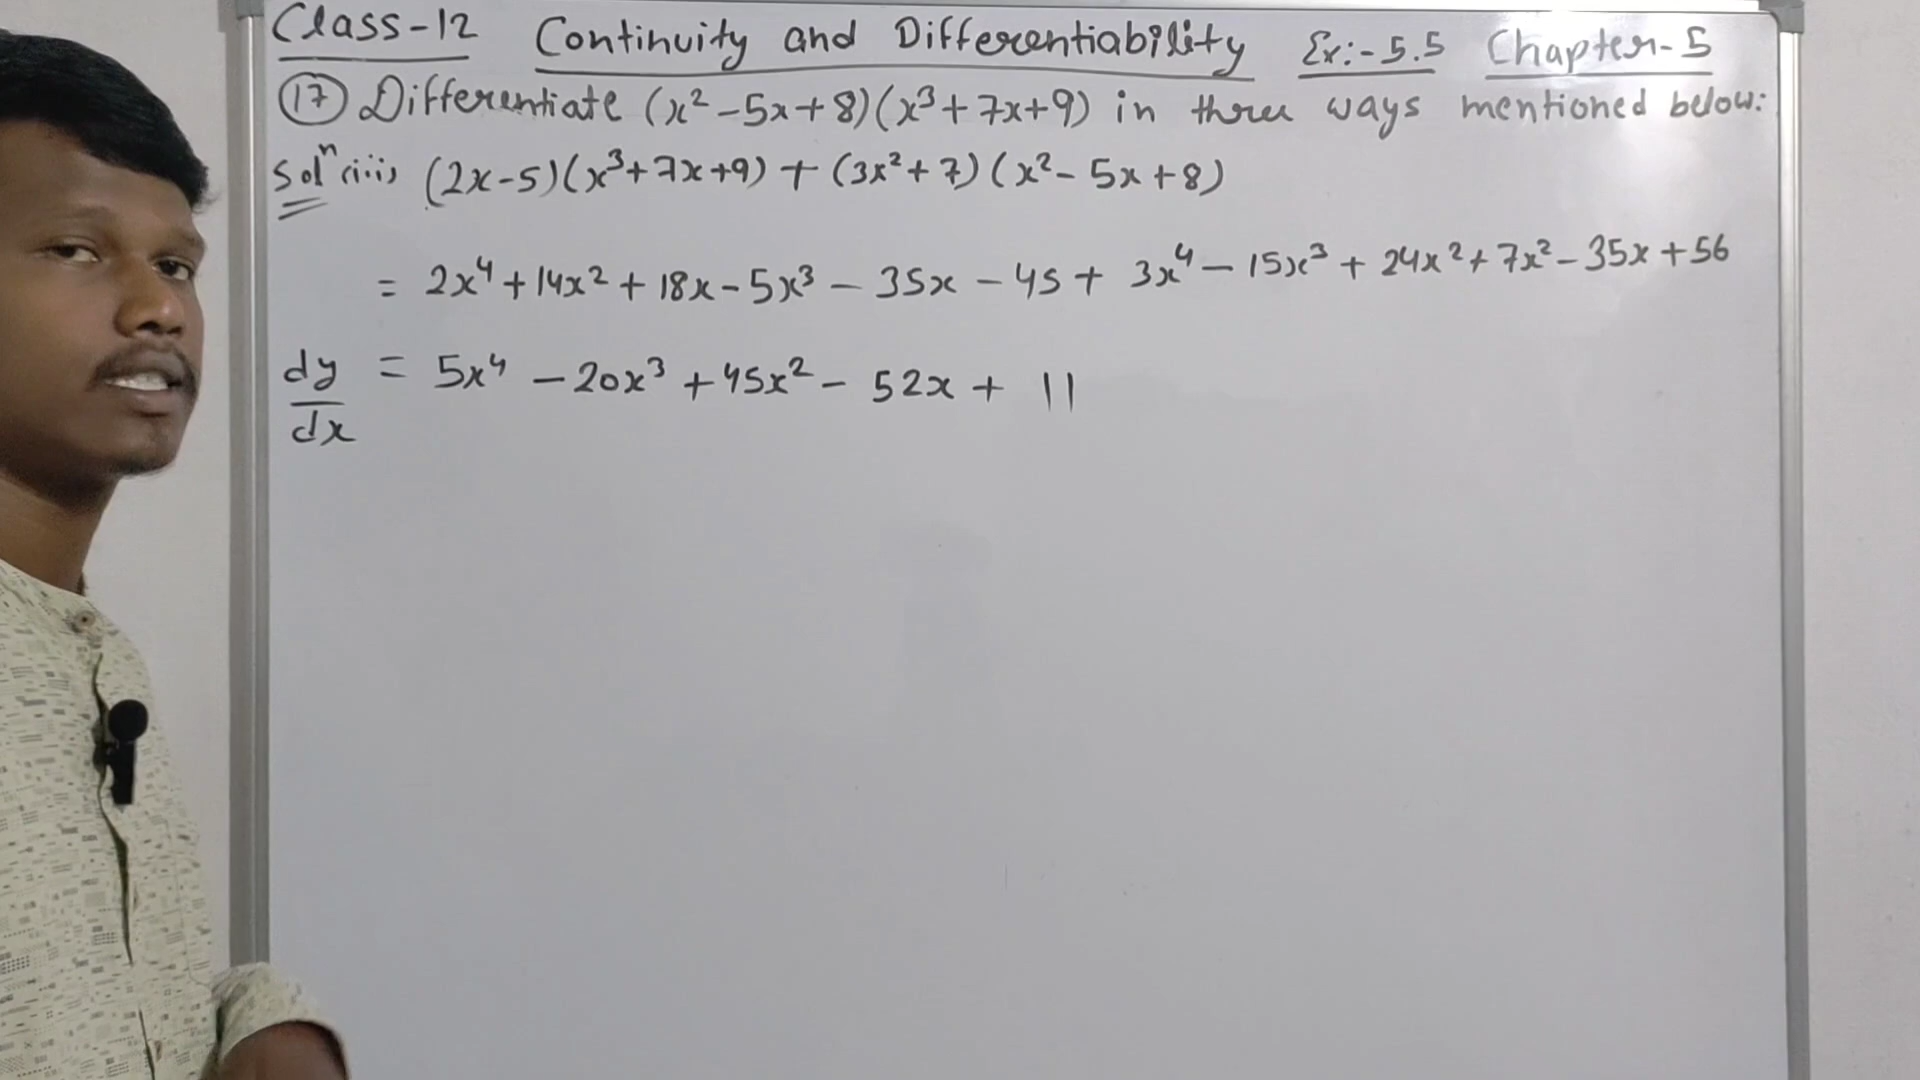 Class-12 Continuity and Differentiability Ex:-5.5 Chapter-5
(17) Differentiate (x² -5x+8)(x³+7x+9) in three ways mentioned below:
Solⁿ (iii) (2x-5)(x³+7x+9) + (3x²+7)(x²-5x+8)
= 2x⁴+14x²+18x-5x³-35x-45+3x⁴-15x³+24x²+7x²-35x+56
dy/dx = 5x⁴-20x³+45x²-52x+11